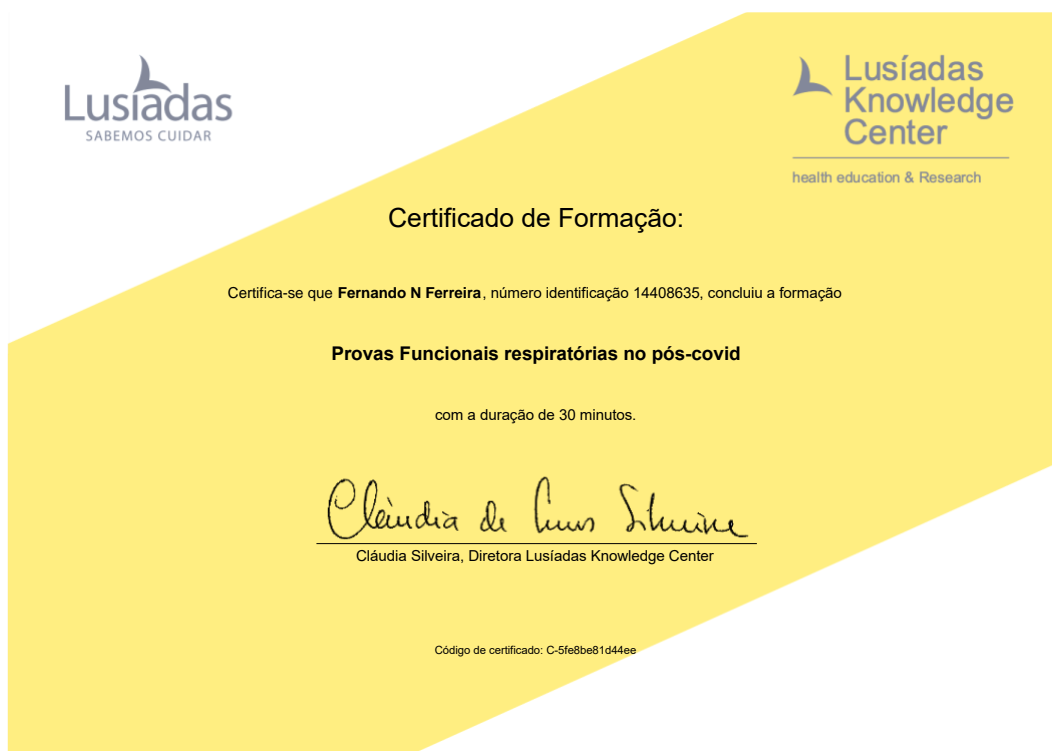 Lusíadas
SABEMOS CUIDAR
Lusíadas
Knowledge
Center
health education & Research
Certificado de Formação:
Certifica-se que Fernando N Ferreira, número identificação 14408635, concluiu a formação
Provas Funcionais respiratórias no pós-covid
com a duração de 30 minutos.
Cláudia de
Cláudia Silveira, Diretora Lusíadas Knowledge Center
Código de certificado: C-5fe8be81d44ee